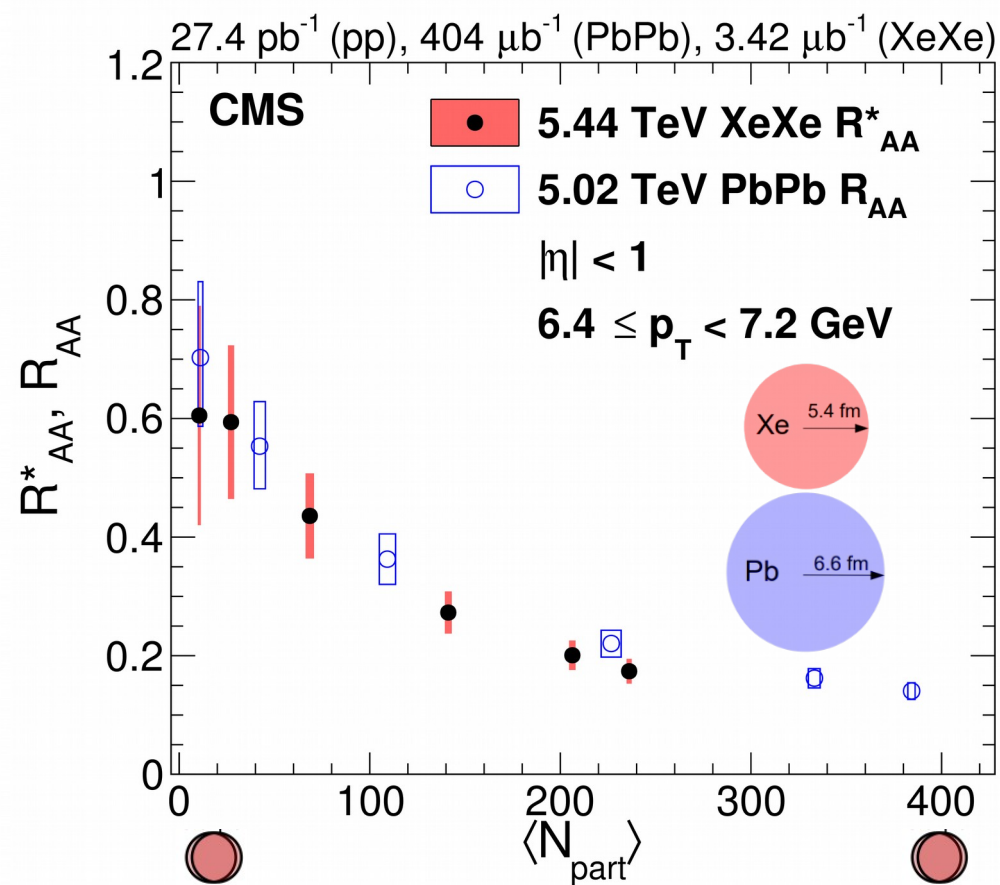 27.4 pb⁻¹ (pp), 404 μb⁻¹ (PbPb), 3.42 μb⁻¹ (XeXe)
CMS
5.44 TeV XeXe R*AA
5.02 TeV PbPb RAA
|η| < 1
6.4 ≤ pT < 7.2 GeV
Xe 5.4 fm
Pb 6.6 fm
R*AA, RAA
1.2
1
0.8
0.6
0.4
0.2
0
0 100 200 300 400
⟨Npart⟩